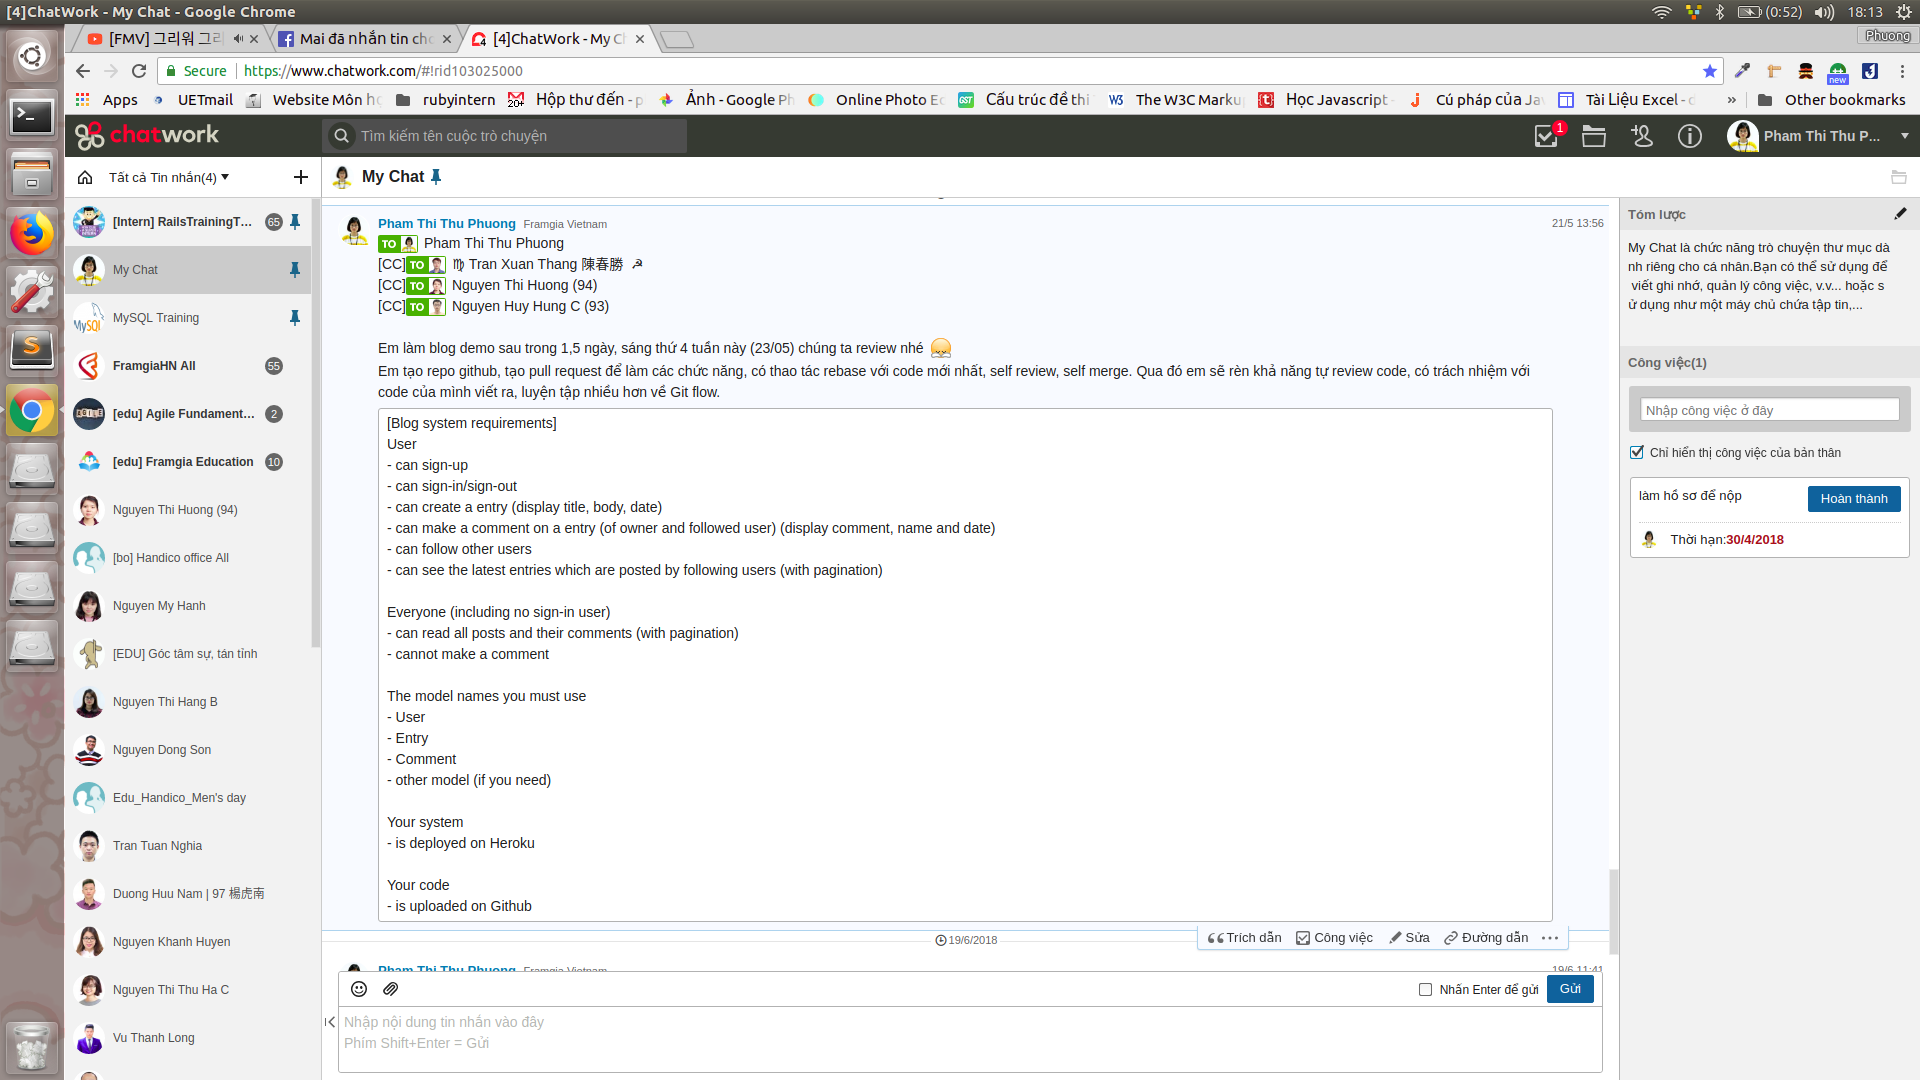 [4]ChatWork - My Chat - Google Chrome
(0:52)
18:13
[FMV] 그리워 그리
Mai đã nhắn tin cho
[4]ChatWork - My Ch
Phuong
Secure
https://www.chatwork.com/#!rid103025000
new
Apps
UETmail
Website Môn họ
rubyintern
20+
Hộp thư đến - p
Ảnh - Google Ph
Online Photo Ed
GST
Cấu trúc đề thi
W3
The W3C Marku
Học Javascript -
Cú pháp của Jav
Tài Liệu Excel - c
»
Other bookmarks
chatwork
Tìm kiếm tên cuộc trò chuyện
1
Pham Thi Thu P...
Tất cả Tin nhắn(4)
My Chat
[Intern] RailsTrainingT...
65
My Chat
MySQL Training
FramgiaHN All
55
[edu] Agile Fundament...
2
[edu] Framgia Education
10
Nguyen Thi Huong (94)
[bo] Handico office All
Nguyen My Hanh
[EDU] Góc tâm sự, tán tỉnh
Nguyen Thi Hang B
Nguyen Dong Son
Edu_Handico_Men's day
Tran Tuan Nghia
Duong Huu Nam | 97 楊虎南
Nguyen Khanh Huyen
Nguyen Thi Thu Ha C
Vu Thanh Long
Pham Thi Thu Phuong Framgia Vietnam
21/5 13:56
TO Pham Thi Thu Phuong
[CC]TO ♍ Tran Xuan Thang 陳春勝 ☭
[CC]TO Nguyen Thi Huong (94)
[CC]TO Nguyen Huy Hung C (93)
Em làm blog demo sau trong 1,5 ngày, sáng thứ 4 tuần này (23/05) chúng ta review nhé
Em tạo repo github, tạo pull request để làm các chức năng, có thao tác rebase với code mới nhất, self review, self merge. Qua đó em sẽ rèn khả năng tự review code, có trách nhiệm với
code của mình viết ra, luyện tập nhiều hơn về Git flow.
[Blog system requirements]
User
- can sign-up
- can sign-in/sign-out
- can create a entry (display title, body, date)
- can make a comment on a entry (of owner and followed user) (display comment, name and date)
- can follow other users
- can see the latest entries which are posted by following users (with pagination)
Everyone (including no sign-in user)
- can read all posts and their comments (with pagination)
- cannot make a comment
The model names you must use
- User
- Entry
- Comment
- other model (if you need)
Your system
- is deployed on Heroku
Your code
- is uploaded on Github
19/6/2018
Trích dẫn
Công việc
Sửa
Đường dẫn
Pham Thi Thu Phuong Framgia Vietnam
19/6 11:41
Nhấn Enter để gửi
Gửi
Nhập nội dung tin nhắn vào đây
Phím Shift+Enter = Gửi
Tóm lược
My Chat là chức năng trò chuyện thư mục dà
nh riêng cho cá nhân.Bạn có thể sử dụng để
viết ghi nhớ, quản lý công việc, v.v... hoặc s
ử dụng như một máy chủ chứa tập tin,...
Công việc(1)
Nhập công việc ở đây
Chỉ hiển thị công việc của bản thân
làm hồ sơ để nộp
Hoàn thành
Thời hạn:30/4/2018